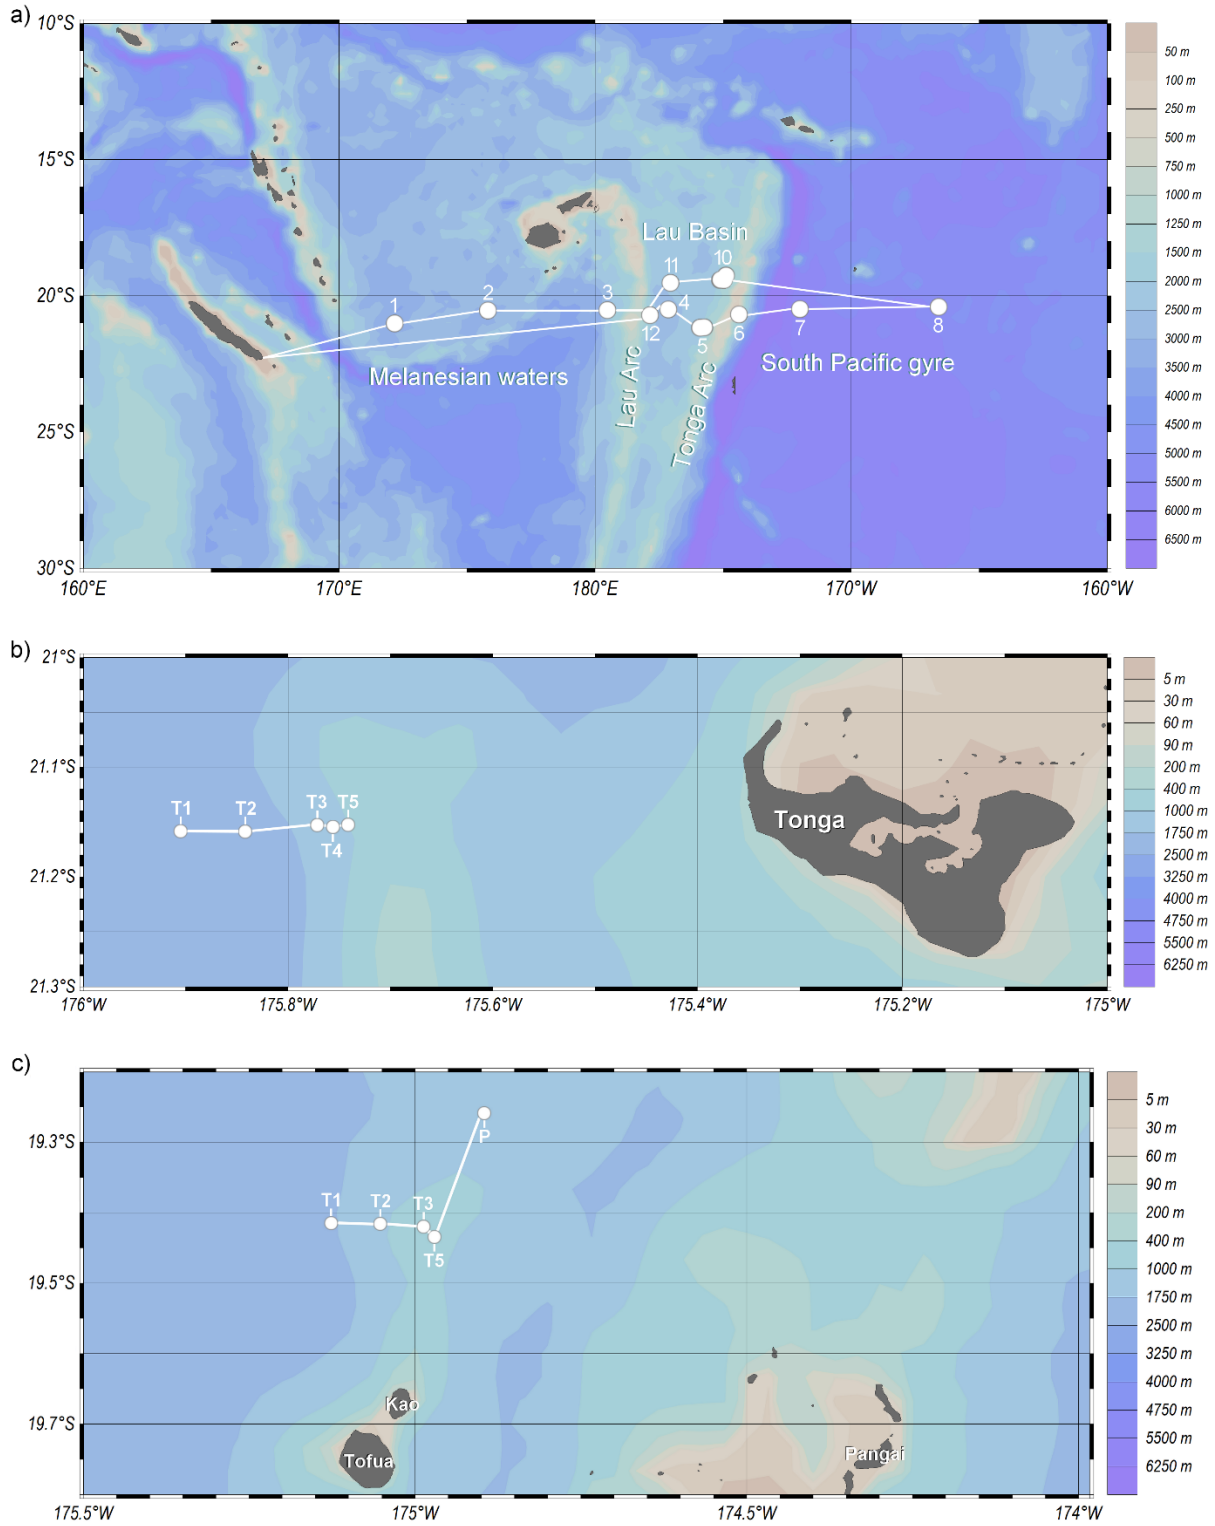 a)
10°S
15°S
20°S
25°S
30°S
160°E
170°E
180°E
170°W
160°W
Lau Basin
11
10
1
2
3
4
12
5
6
7
8
Melanesian waters
Lau Arc
Tonga Arc
South Pacific gyre
50 m
100 m
250 m
500 m
750 m
1000 m
1250 m
1500 m
2000 m
2500 m
3000 m
3500 m
4000 m
4500 m
5000 m
5500 m
6000 m
6500 m
b)
21°S
21.1°S
21.2°S
21.3°S
176°W
175.8°W
175.6°W
175.4°W
175.2°W
175°W
T1
T2
T3
T5
T4
Tonga
5 m
30 m
60 m
90 m
200 m
400 m
1000 m
1750 m
2500 m
3250 m
4000 m
4750 m
5500 m
6250 m
c)
19.3°S
19.5°S
19.7°S
175.5°W
175°W
174.5°W
174°W
P
T1
T2
T3
T5
Kao
Tofua
Pangai
5 m
30 m
60 m
90 m
200 m
400 m
1000 m
1750 m
2500 m
3250 m
4000 m
4750 m
5500 m
6250 m